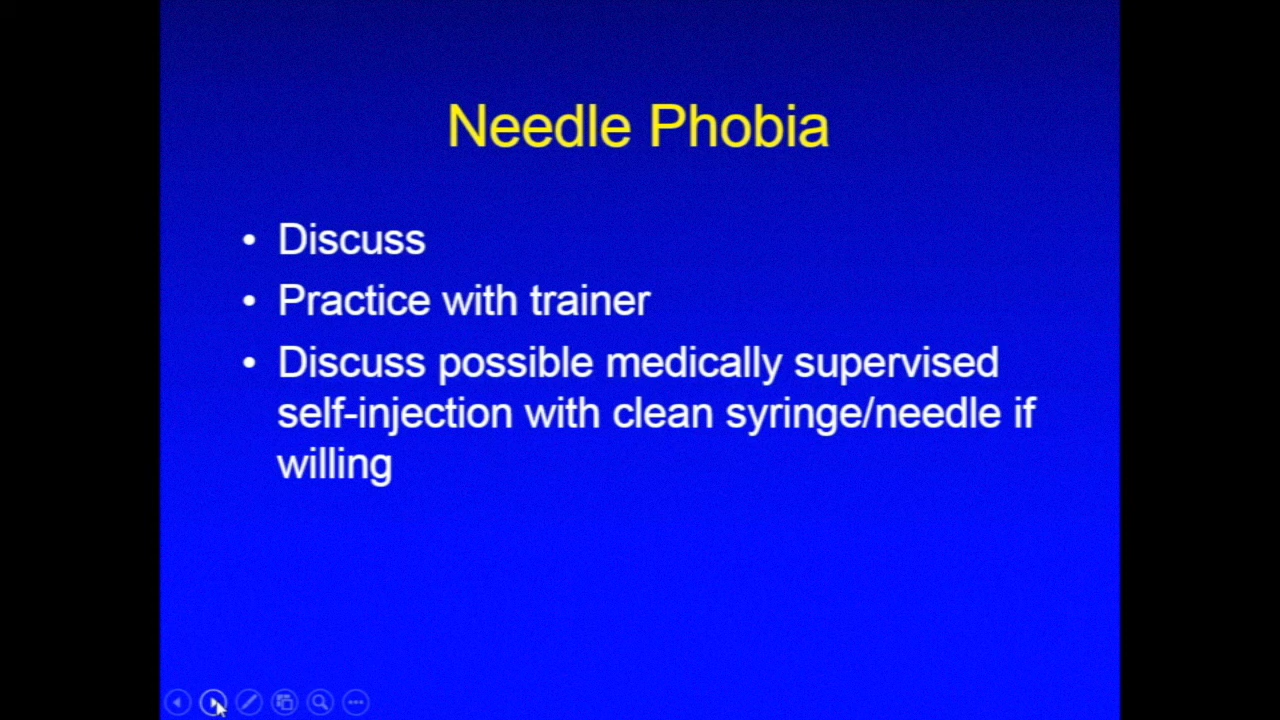 Needle Phobia
• Discuss
• Practice with trainer
• Discuss possible medically supervised
self-injection with clean syringe/needle if
willing